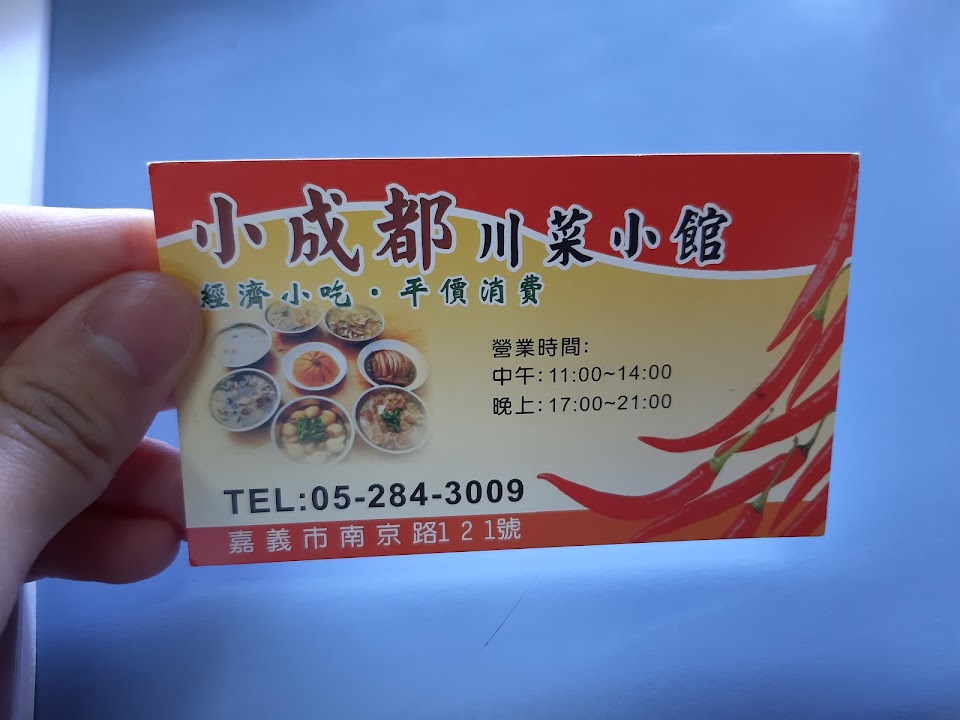 小成都川菜小館
經濟小吃·平價消費
營業時間:
中午:11:00~14:00
晚上:17:00~21:00
TEL:05-284-3009
嘉義市南京路121號